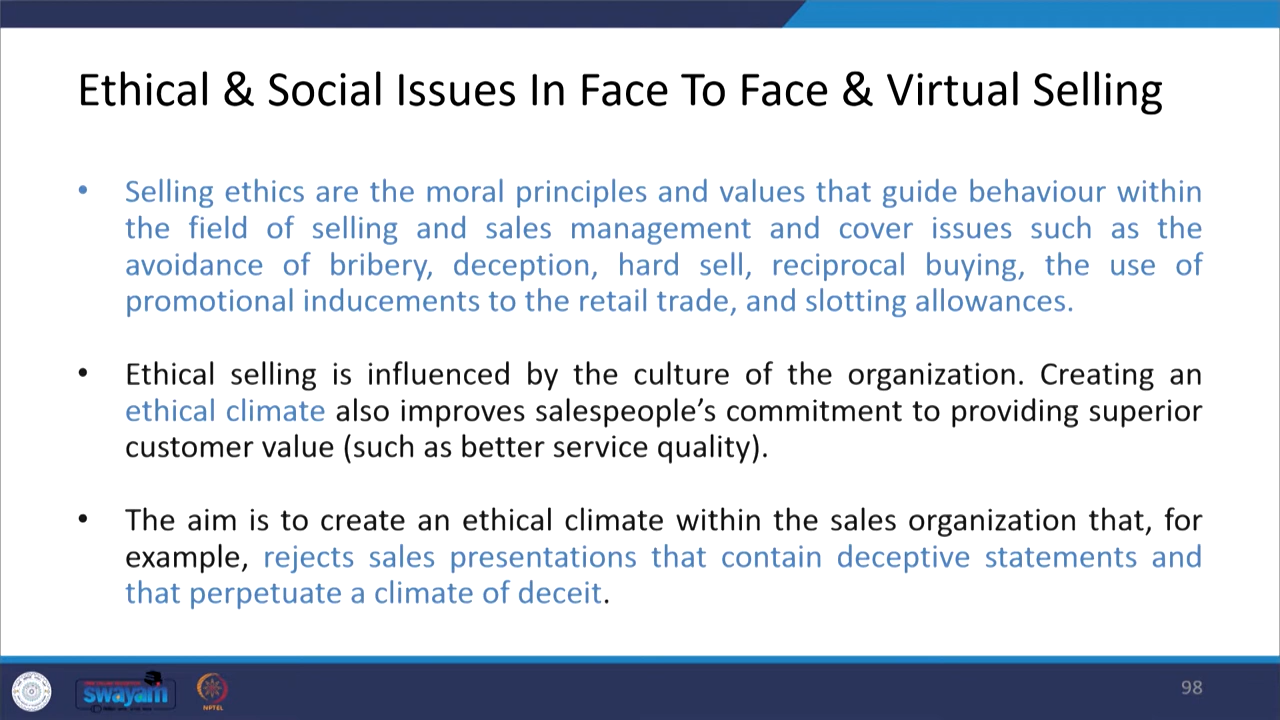 Ethical & Social Issues In Face To Face & Virtual Selling
• Selling ethics are the moral principles and values that guide behaviour within
the field of selling and sales management and cover issues such as the
avoidance of bribery, deception, hard sell, reciprocal buying, the use of
promotional inducements to the retail trade, and slotting allowances.
• Ethical selling is influenced by the culture of the organization. Creating an
ethical climate also improves salespeople’s commitment to providing superior
customer value (such as better service quality).
• The aim is to create an ethical climate within the sales organization that, for
example, rejects sales presentations that contain deceptive statements and
that perpetuate a climate of deceit.
swayam
NPTEL
98